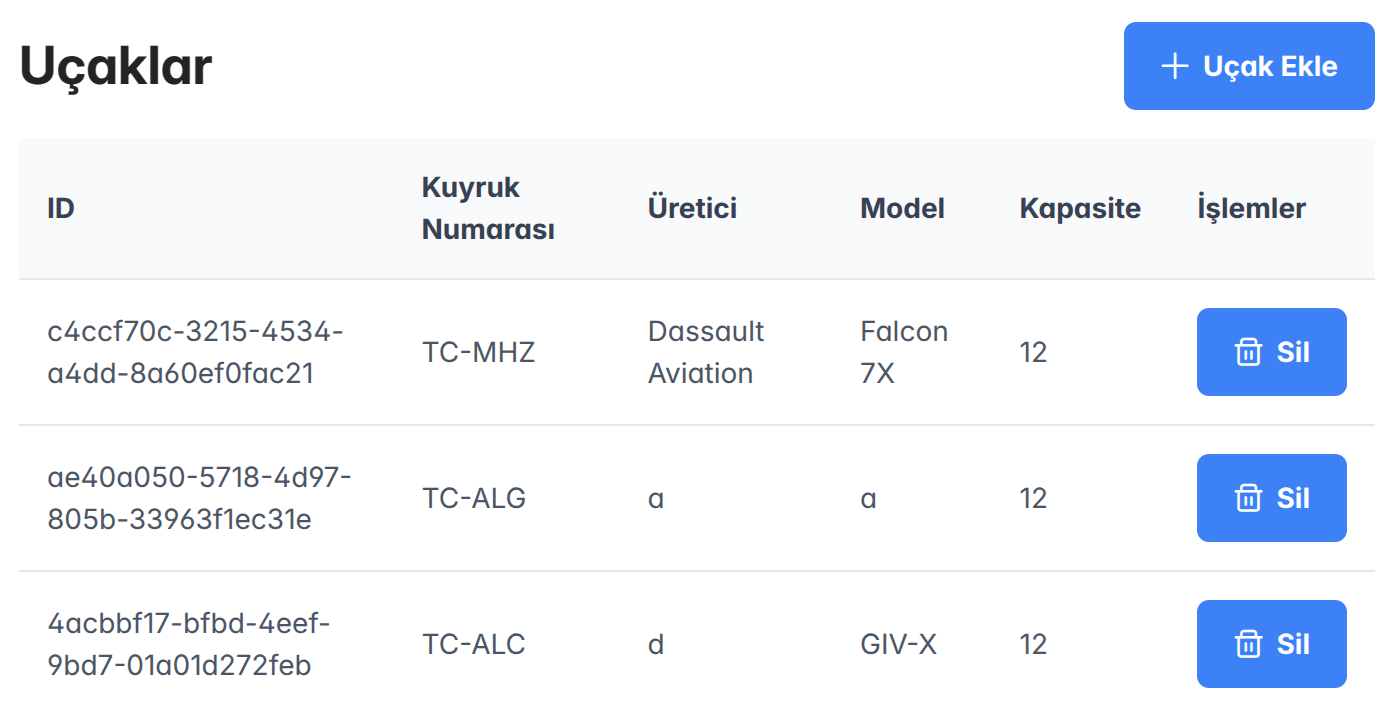 Uçaklar
Uçak Ekle
ID
Kuyruk
Numarası
Üretici
Model
Kapasite
İşlemler
c4ccf70c-3215-4534-
a4dd-8a60ef0fac21
TC-MHZ
Dassault
Aviation
Falcon
7X
12
Sil
ae40a050-5718-4d97-
805b-33963f1ec31e
TC-ALG
a
a
12
Sil
4acbbf17-bfbd-4eef-
9bd7-01a01d272feb
TC-ALC
d
GIV-X
12
Sil